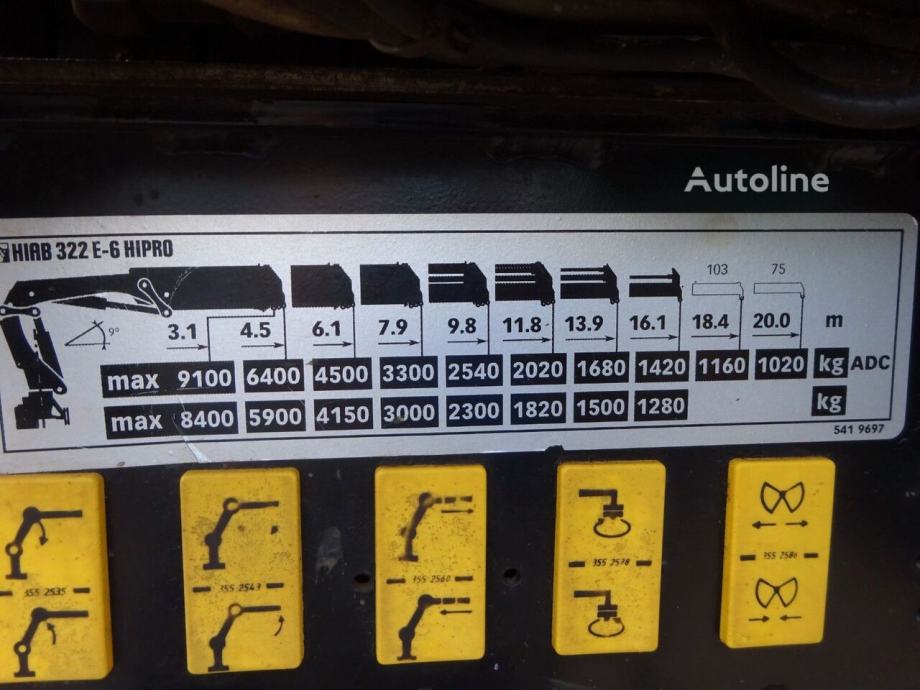 Autoline
HIAB 322 E-6 HIPRO
103 75
9°
3.1 4.5 6.1 7.9 9.8 11.8 13.9 16.1 18.4 20.0 m
max 9100 6400 4500 3300 2540 2020 1680 1420 1160 1020 kg ADC
max 8400 5900 4150 3000 2300 1820 1500 1280 kg
541 9697
355 2535 355 2543 355 2560 355 2578 355 2586